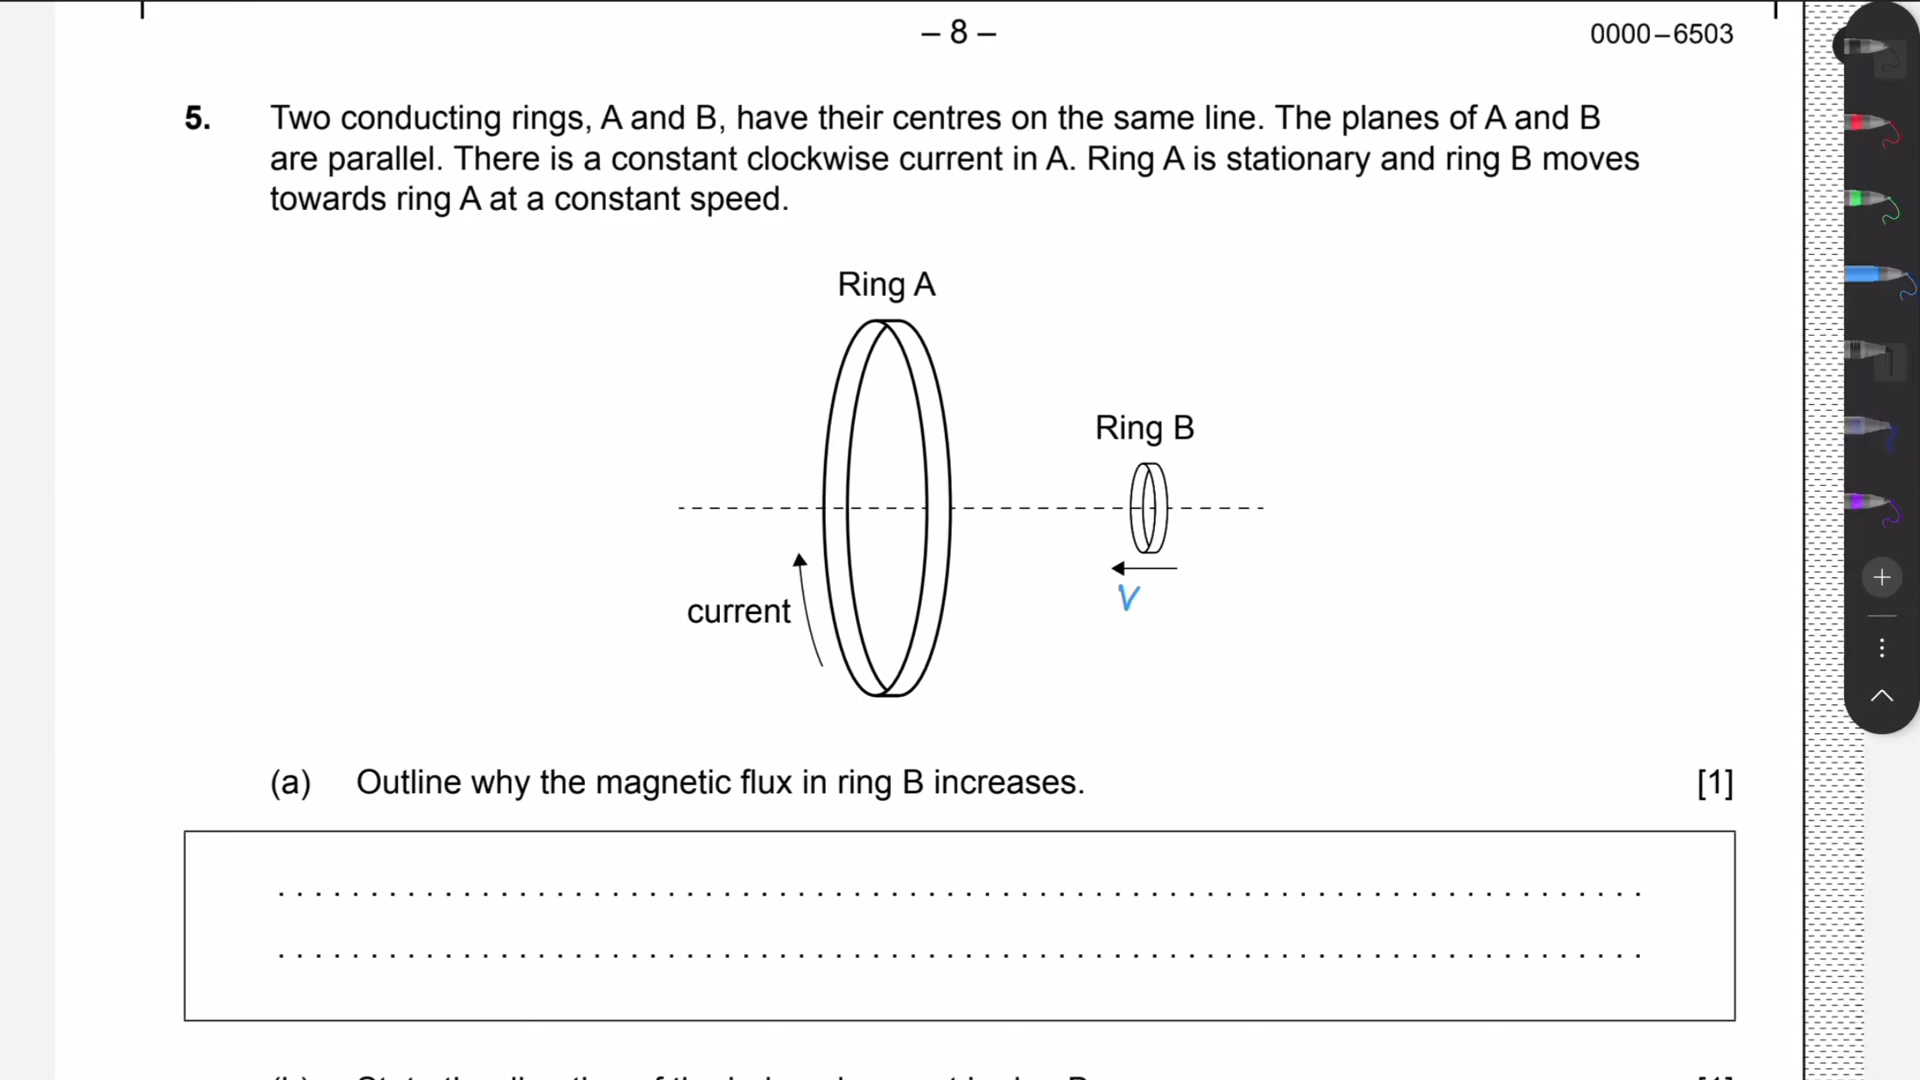 – 8 –
0000–6503
5. Two conducting rings, A and B, have their centres on the same line. The planes of A and B
are parallel. There is a constant clockwise current in A. Ring A is stationary and ring B moves
towards ring A at a constant speed.
Ring A
Ring B
current
V
(a) Outline why the magnetic flux in ring B increases. [1]